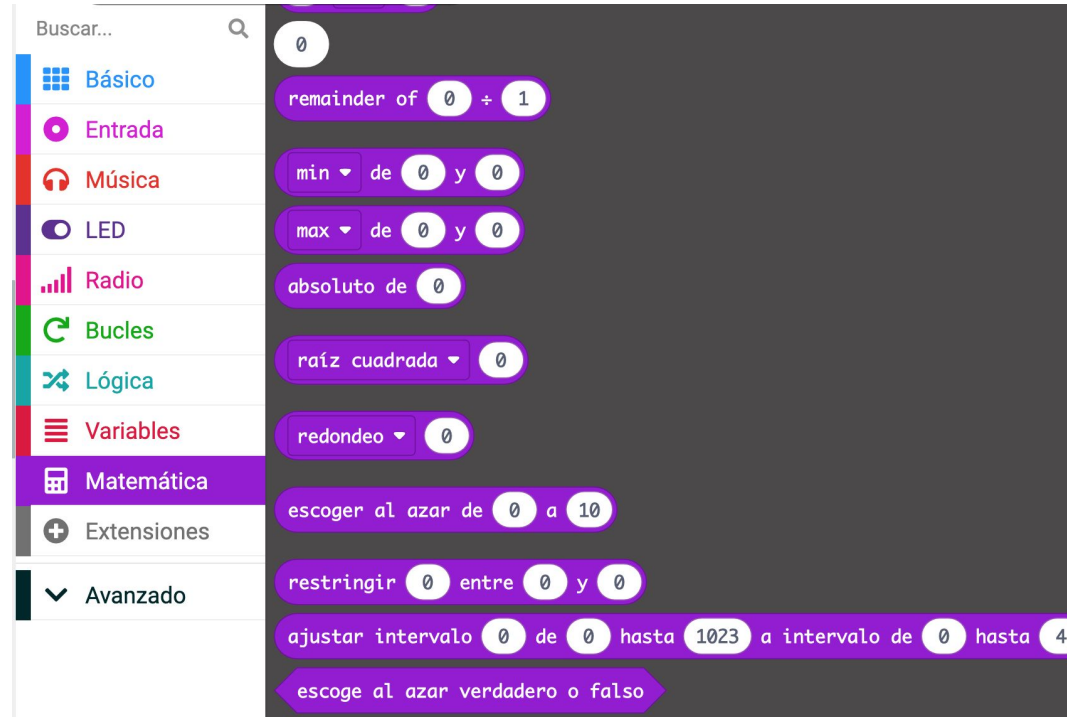 Buscar...
Básico
Entrada
Música
LED
Radio
Bucles
Lógica
Variables
Matemática
Extensiones
Avanzado
0
remainder of 0 ÷ 1
min de 0 y 0
max de 0 y 0
absoluto de 0
raíz cuadrada 0
redondeo 0
escoger al azar de 0 a 10
restringir 0 entre 0 y 0
ajustar intervalo 0 de 0 hasta 1023 a intervalo de 0 hasta 4
escoge al azar verdadero o falso